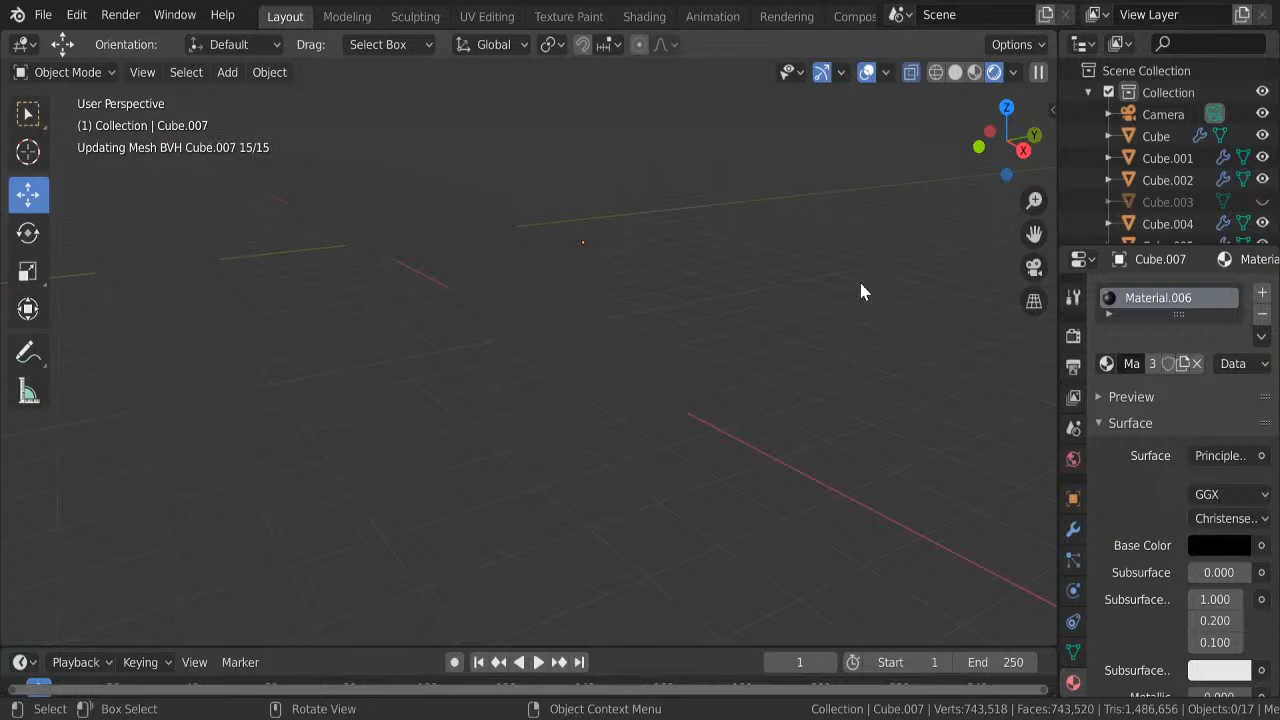 File Edit Render Window Help Layout Modeling Sculpting UV Editing Texture Paint Shading Animation Rendering Compos Scene View Layer
Orientation: Default Drag: Select Box Global Options
Object Mode View Select Add Object
User Perspective
(1) Collection | Cube.007
Updating Mesh BVH Cube.007 15/15
Z
Y
X
Scene Collection
Collection
Camera
Cube
Cube.001
Cube.002
Cube.003
Cube.004
Cube.007 Materia
Material.006
Ma 3 Data
Preview
Surface
Surface Principle..
GGX
Christense..
Base Color
Subsurface 0.000
Subsurface.. 1.000
0.200
0.100
Subsurface..
Metallic 0.000
Playback Keying View Marker 1 Start 1 End 250
Select Box Select Rotate View Object Context Menu Collection | Cube.007 | Verts:743,518 | Faces:743,520 | Tris:1,486,656 | Objects:0/17 | Me